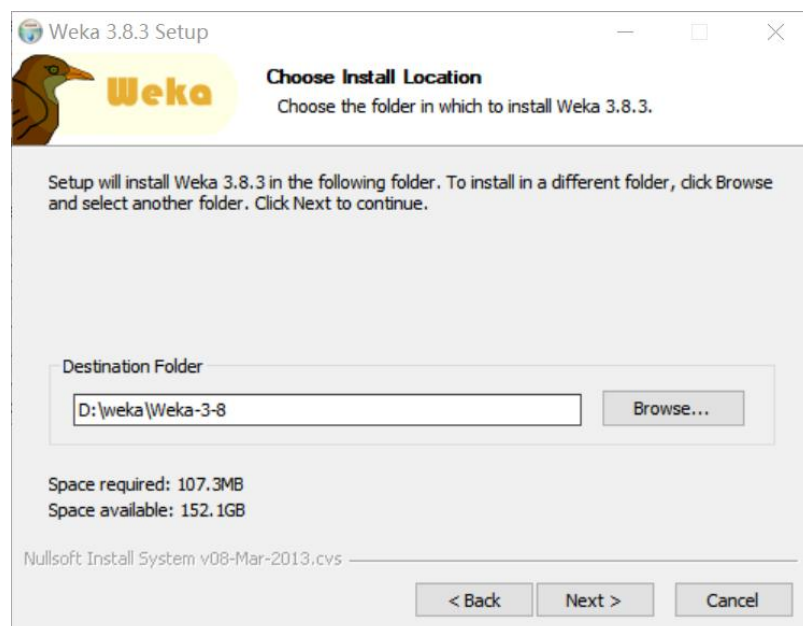 Weka 3.8.3 Setup
Weka
Choose Install Location
Choose the folder in which to install Weka 3.8.3.
Setup will install Weka 3.8.3 in the following folder. To install in a different folder, click Browse
and select another folder. Click Next to continue.
Destination Folder
D:\weka\Weka-3-8
Browse...
Space required: 107.3MB
Space available: 152.1GB
Nullsoft Install System v08-Mar-2013.cvs
< Back
Next >
Cancel